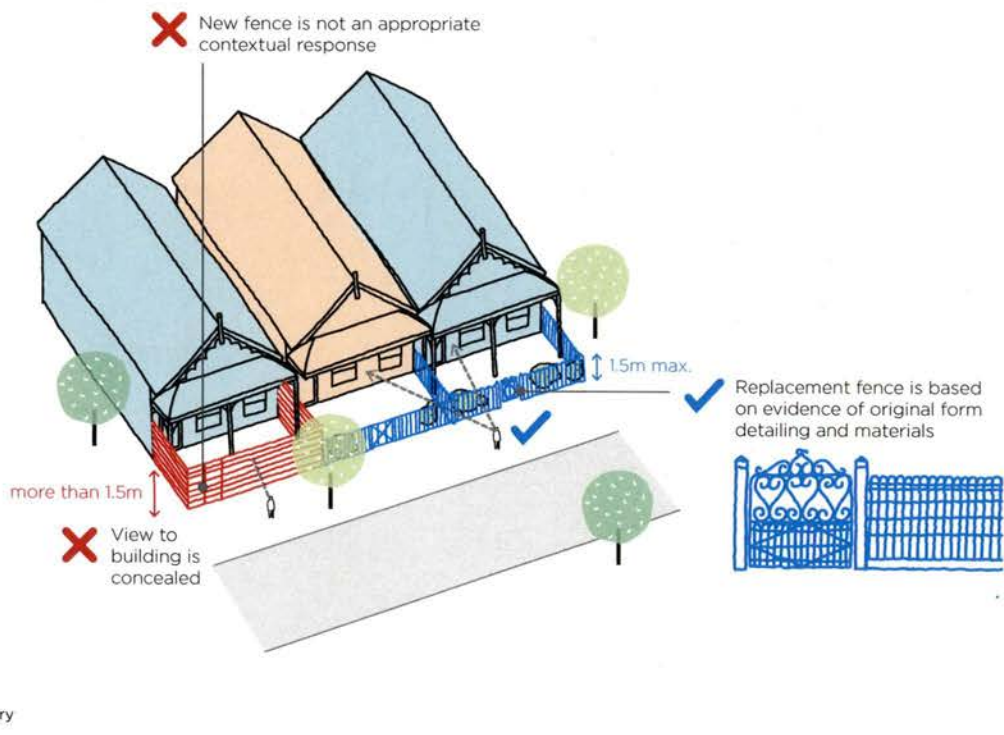 New fence is not an appropriate
contextual response
1.5m max.
Replacement fence is based
on evidence of original form
detailing and materials
more than 1.5m
View to
building is
concealed
ry